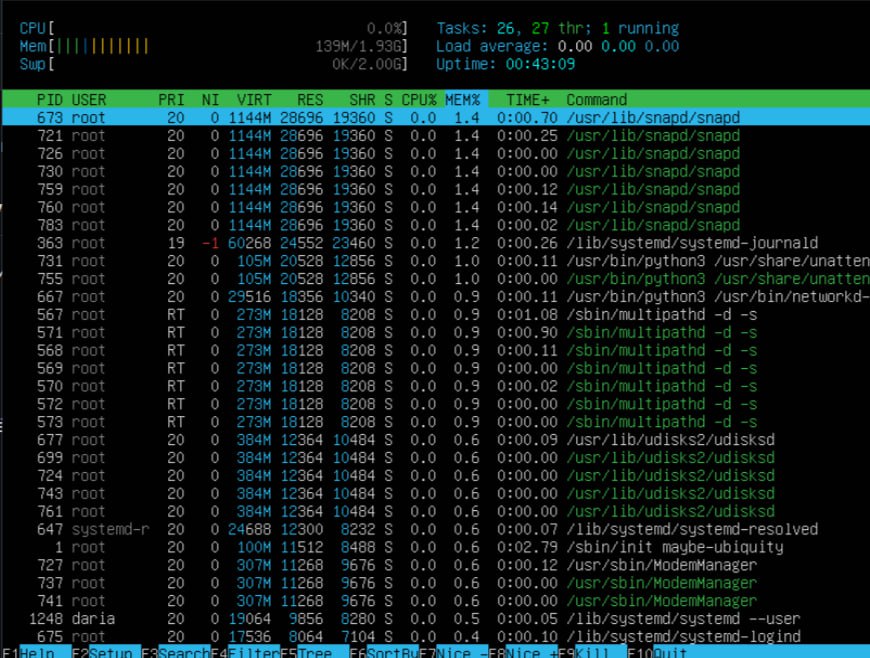 CPU[ 0.0%] Tasks: 26, 27 thr; 1 running
Mem[||||||||||| 139M/1.93G] Load average: 0.00 0.00 0.00
Swp[ 0K/2.00G] Uptime: 00:43:09
PID USER PRI NI VIRT RES SHR S CPU% MEM% TIME+ Command
673 root 20 0 1144M 28696 19360 S 0.0 1.4 0:00.70 /usr/lib/snapd/snapd
721 root 20 0 1144M 28696 19360 S 0.0 1.4 0:00.25 /usr/lib/snapd/snapd
726 root 20 0 1144M 28696 19360 S 0.0 1.4 0:00.00 /usr/lib/snapd/snapd
730 root 20 0 1144M 28696 19360 S 0.0 1.4 0:00.00 /usr/lib/snapd/snapd
759 root 20 0 1144M 28696 19360 S 0.0 1.4 0:00.12 /usr/lib/snapd/snapd
760 root 20 0 1144M 28696 19360 S 0.0 1.4 0:00.14 /usr/lib/snapd/snapd
783 root 20 0 1144M 28696 19360 S 0.0 1.4 0:00.02 /usr/lib/snapd/snapd
363 root 19 -1 60268 24552 23460 S 0.0 1.2 0:00.26 /lib/systemd/systemd-journald
731 root 20 0 105M 20528 12856 S 0.0 1.0 0:00.11 /usr/bin/python3 /usr/share/unatten
755 root 20 0 105M 20528 12856 S 0.0 1.0 0:00.00 /usr/bin/python3 /usr/share/unatten
667 root 20 0 29516 18356 10340 S 0.0 0.9 0:00.11 /usr/bin/python3 /usr/bin/networkd-
567 root RT 0 273M 18128 8208 S 0.0 0.9 0:01.08 /sbin/multipathd -d -s
571 root RT 0 273M 18128 8208 S 0.0 0.9 0:00.90 /sbin/multipathd -d -s
568 root RT 0 273M 18128 8208 S 0.0 0.9 0:00.11 /sbin/multipathd -d -s
569 root RT 0 273M 18128 8208 S 0.0 0.9 0:00.00 /sbin/multipathd -d -s
570 root RT 0 273M 18128 8208 S 0.0 0.9 0:00.02 /sbin/multipathd -d -s
572 root RT 0 273M 18128 8208 S 0.0 0.9 0:00.00 /sbin/multipathd -d -s
573 root RT 0 273M 18128 8208 S 0.0 0.9 0:00.00 /sbin/multipathd -d -s
677 root 20 0 384M 12364 10484 S 0.0 0.6 0:00.09 /usr/lib/udisks2/udisksd
699 root 20 0 384M 12364 10484 S 0.0 0.6 0:00.00 /usr/lib/udisks2/udisksd
724 root 20 0 384M 12364 10484 S 0.0 0.6 0:00.00 /usr/lib/udisks2/udisksd
743 root 20 0 384M 12364 10484 S 0.0 0.6 0:00.00 /usr/lib/udisks2/udisksd
761 root 20 0 384M 12364 10484 S 0.0 0.6 0:00.00 /usr/lib/udisks2/udisksd
647 systemd-r 20 0 24688 12300 8232 S 0.0 0.6 0:00.07 /lib/systemd/systemd-resolved
1 root 20 0 100M 11512 8488 S 0.0 0.6 0:02.79 /sbin/init maybe-ubiquity
727 root 20 0 307M 11268 9676 S 0.0 0.6 0:00.12 /usr/sbin/ModemManager
737 root 20 0 307M 11268 9676 S 0.0 0.6 0:00.00 /usr/sbin/ModemManager
741 root 20 0 307M 11268 9676 S 0.0 0.6 0:00.00 /usr/sbin/ModemManager
1248 daria 20 0 19064 9856 8280 S 0.0 0.5 0:00.05 /lib/systemd/systemd --user
675 root 20 0 17536 8064 7104 S 0.0 0.4 0:00.10 /lib/systemd/systemd-logind
F1Help F2Setup F3SearchF4FilterF5Tree F6SortByF7Nice -F8Nice +F9Kill F10Quit